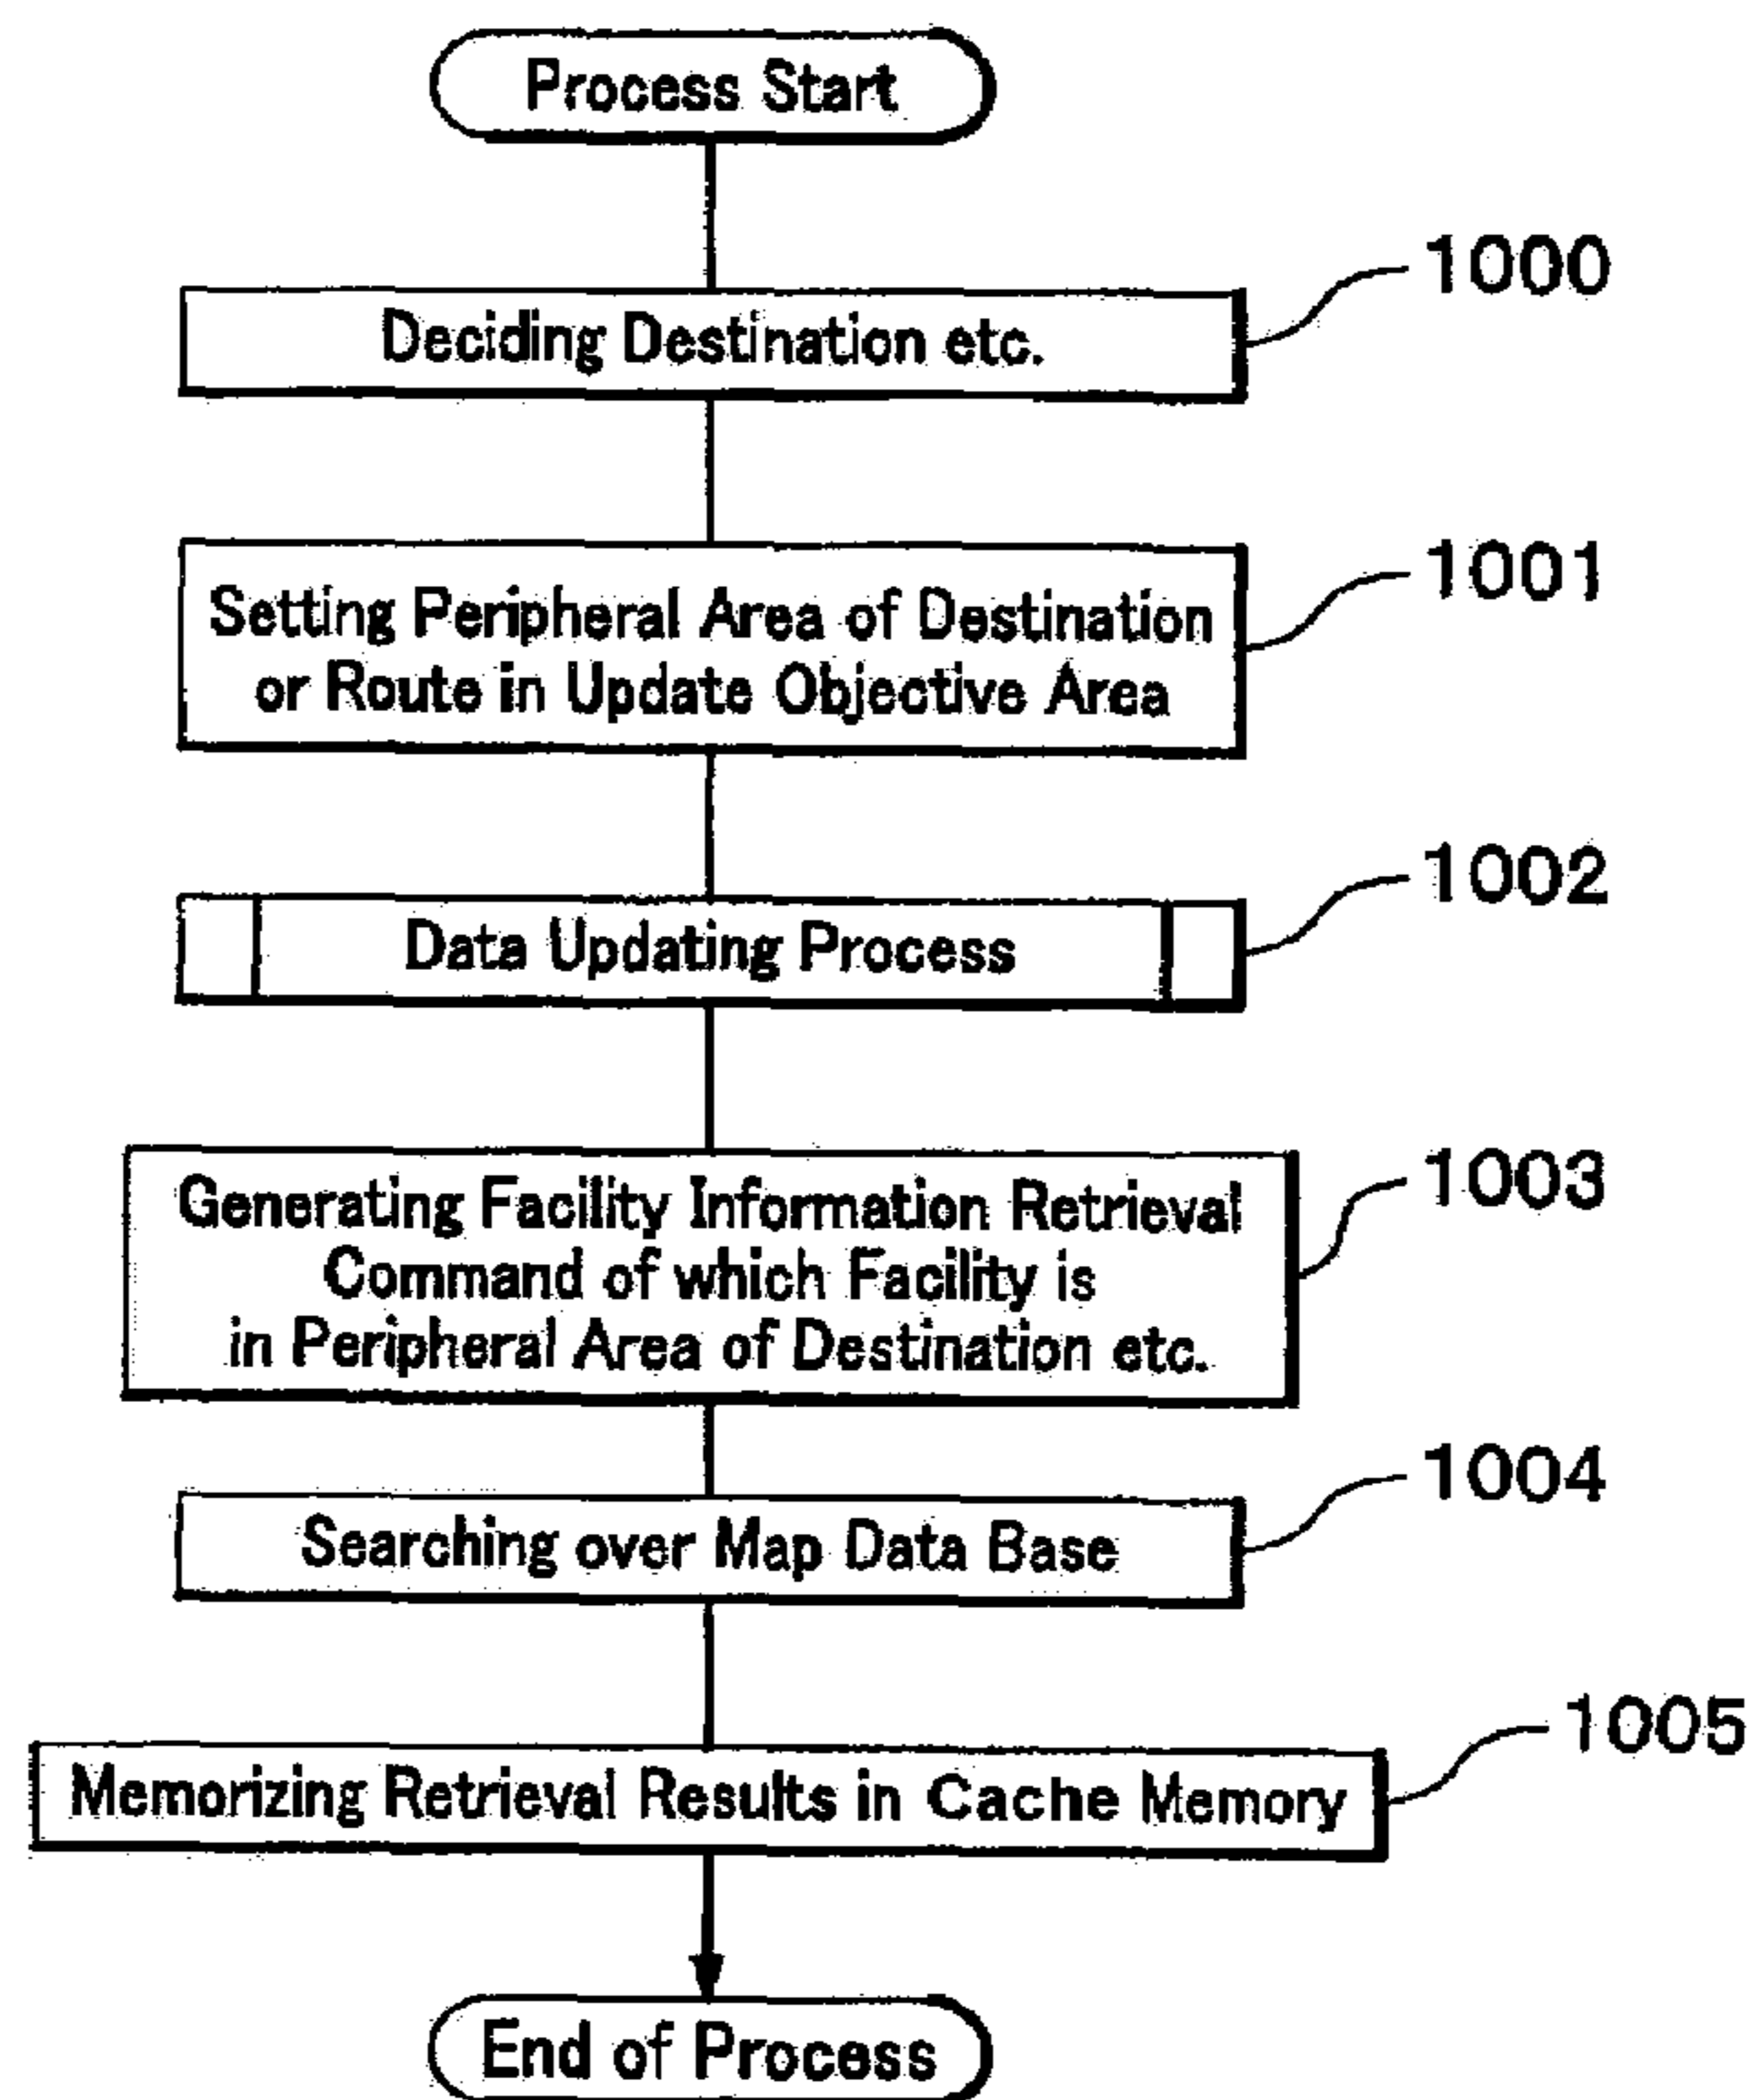 Process Start
1000
Deciding Destination etc.
1001
Setting Peripheral Area of Destination
or Route in Update Objective Area
1002
Data Updating Process
1003
Generating Facility Information Retrieval
Command of which Facility is
in Peripheral Area of Destination etc.
1004
Searching over Map Data Base
1005
Memorizing Retrieval Results in Cache Memory
End of Process